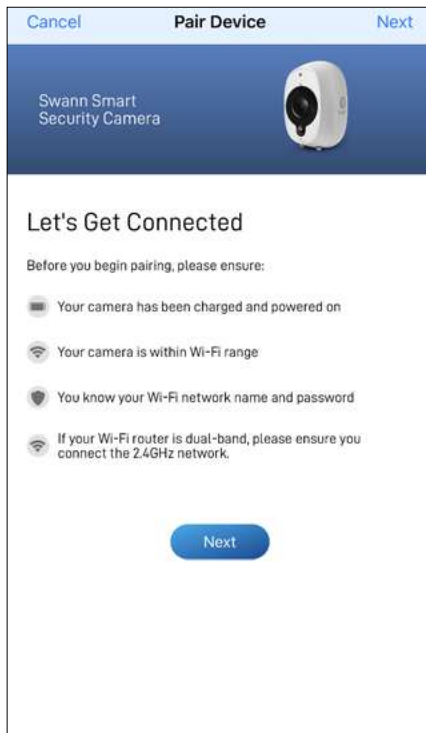 Cancel Pair Device Next
Swann Smart
Security Camera
Let's Get Connected
Before you begin pairing, please ensure:
Your camera has been charged and powered on
Your camera is within Wi-Fi range
You know your Wi-Fi network name and password
If your Wi-Fi router is dual-band, please ensure you
connect the 2.4GHz network.
Next